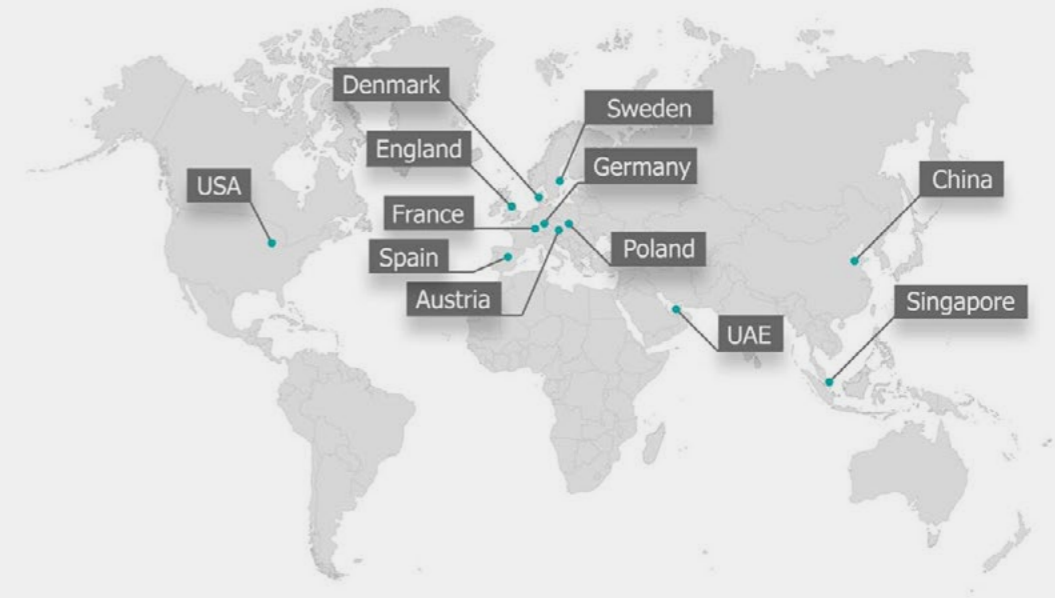 Denmark
Sweden
England
Germany
USA
China
France
Spain
Poland
Austria
Singapore
UAE